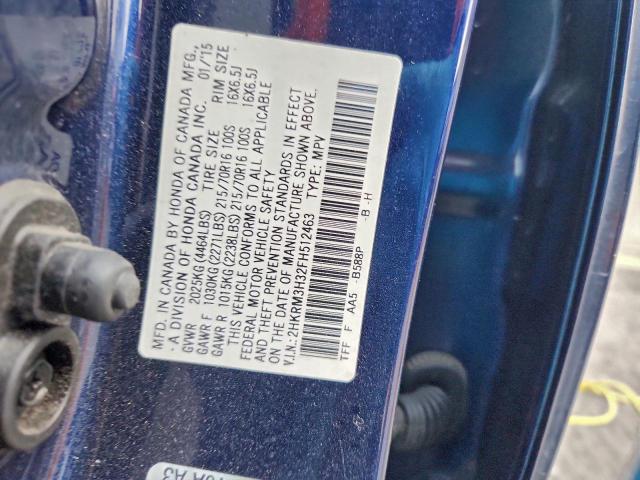 MFD. IN CANADA BY HONDA OF CANADA MFG.,
- A DIVISION OF HONDA CANADA INC. 01/'15
GVWR 2025KG(4464LBS) TIRE SIZE RIM SIZE
GAWR F 1030KG(2271LBS) 215/70R16 100S 16X6.5J
GAWR R 1015KG(2238LBS) 215/70R16 100S 16X6.5J
THIS VEHICLE CONFORMS TO ALL APPLICABLE
FEDERAL MOTOR VEHICLE SAFETY
AND THEFT PREVENTION STANDARDS IN EFFECT
ON THE DATE OF MANUFACTURE SHOWN ABOVE.
V.I.N.: 2HKRM3H32FH512463 TYPE: MPV
TFF F AA5 -B588P -B-H
A3